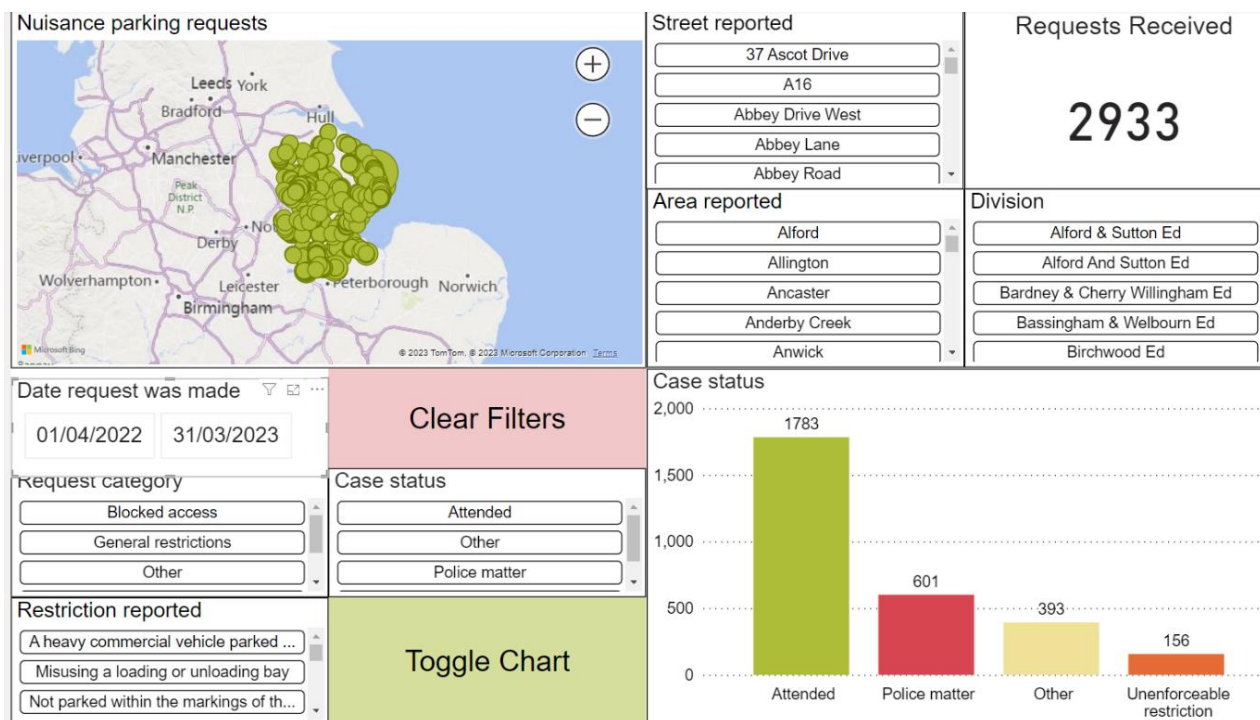 Nuisance parking requests
Leeds York
Bradford
Hull
Manchester
Peak
District
N.P.
Derby
Wolverhampton
Leicester
Peterborough
Norwich
Birmingham
Microsoft Bing
© 2023 TomTom, © 2023 Microsoft Corporation Terms
Street reported
37 Ascot Drive
A16
Abbey Drive West
Abbey Lane
Abbey Road
Requests Received
2933
Area reported
Alford
Allington
Ancaster
Anderby Creek
Anwick
Division
Alford & Sutton Ed
Alford And Sutton Ed
Bardney & Cherry Willingham Ed
Bassingham & Welbourn Ed
Birchwood Ed
Date request was made
01/04/2022 31/03/2023
Clear Filters
Request category
Blocked access
General restrictions
Other
Case status
Attended
Other
Police matter
Restriction reported
A heavy commercial vehicle parked ...
Misusing a loading or unloading bay
Not parked within the markings of th...
Toggle Chart
Case status
2,000
1,500
1,000
500
0
1783
601
393
156
Attended
Police matter
Other
Unenforceable
restriction